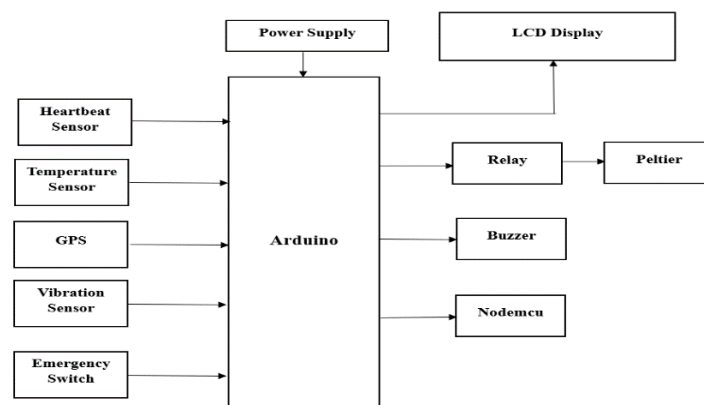 Power Supply
LCD Display
Heartbeat
Sensor
Temperature
Sensor
GPS
Vibration
Sensor
Emergency
Switch
Arduino
Relay
Peltier
Buzzer
Nodemcu